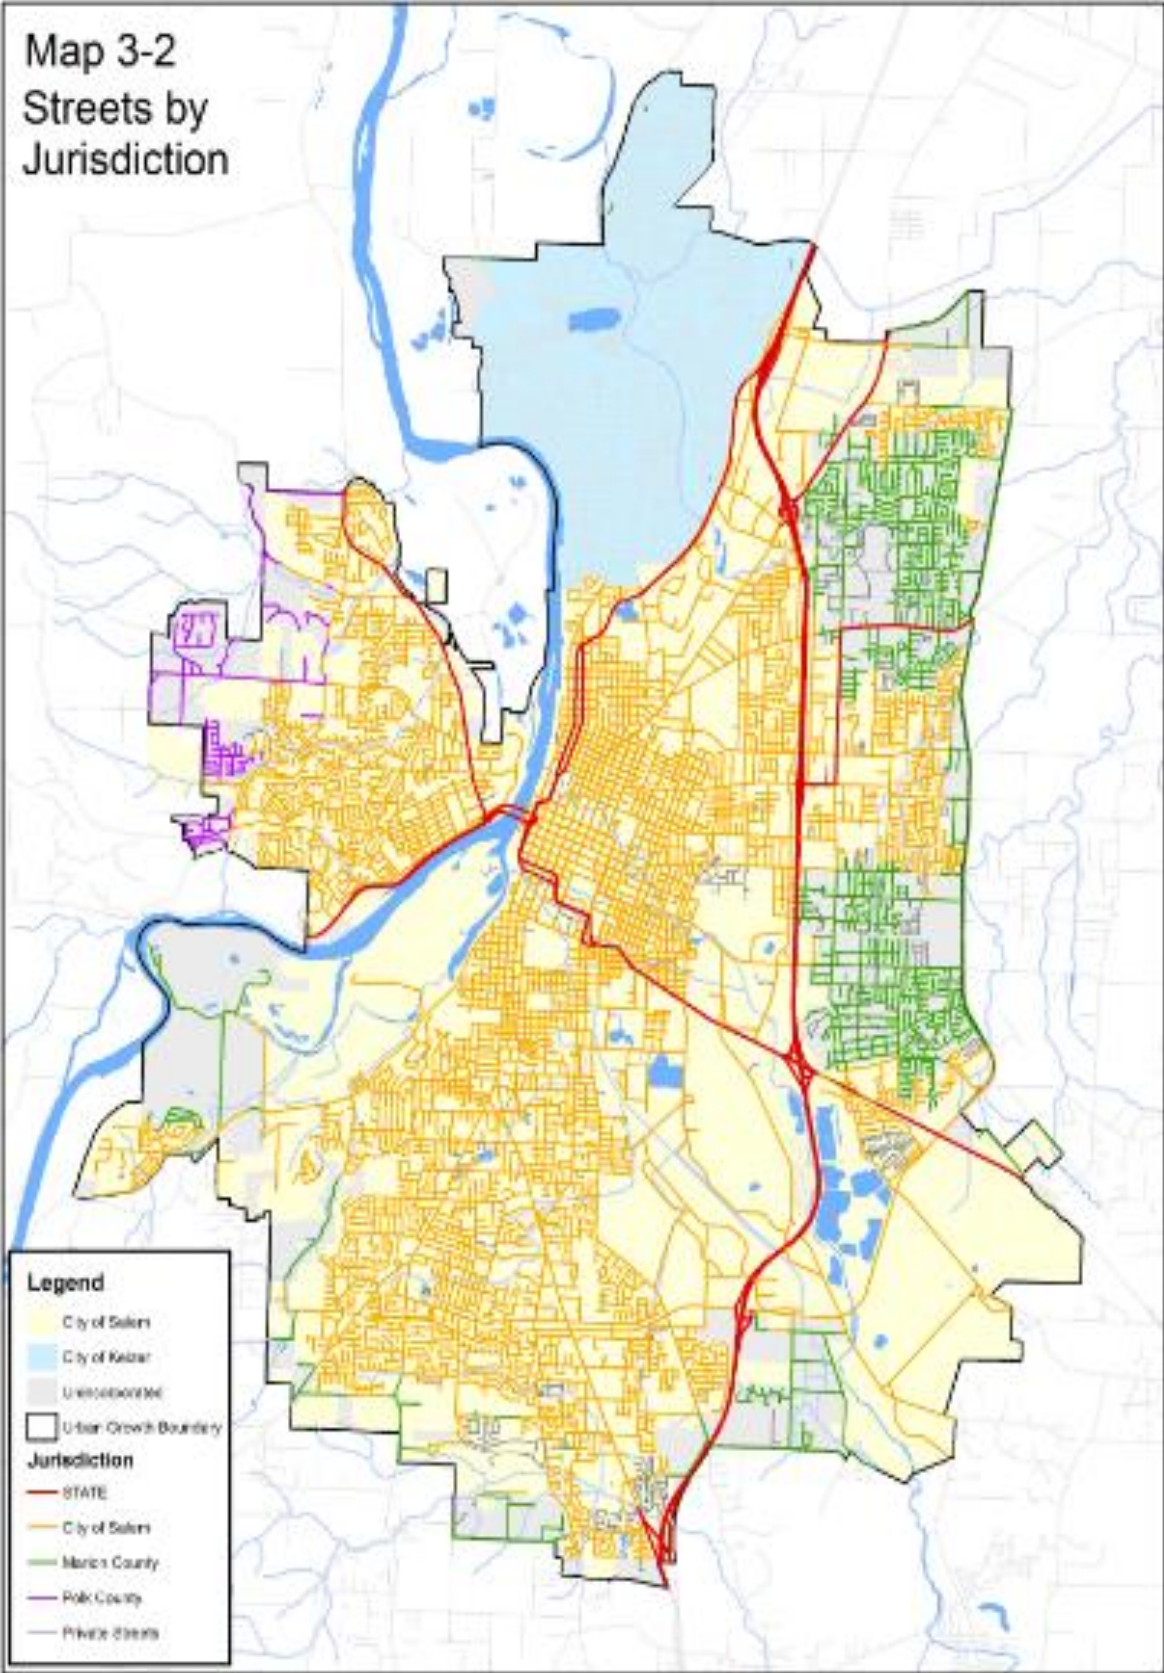 Map 3-2
Streets by
Jurisdiction
Legend
City of Salem
City of Keizer
Unincorporated
Urban Growth Boundary
Jurisdiction
STATE
City of Salem
Marion County
Polk County
Private Streets